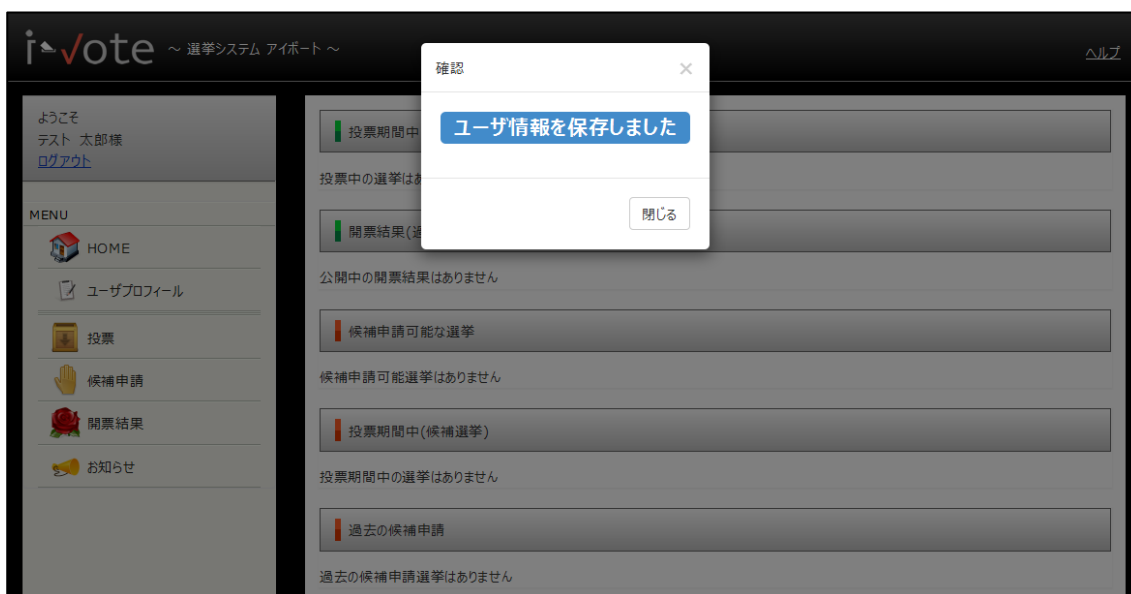 i-Vote ～ 選挙システム アイボート ～
ヘルプ
確認
×
ユーザ情報を保存しました
閉じる
ようこそ
テスト 太郎様
ログアウト
MENU
HOME
ユーザプロフィール
投票
候補申請
開票結果
お知らせ
投票期間中
投票中の選挙はあ
開票結果(過
公開中の開票結果はありません
候補申請可能な選挙
候補申請可能選挙はありません
投票期間中(候補選挙)
投票期間中の選挙はありません
過去の候補申請
過去の候補申請選挙はありません